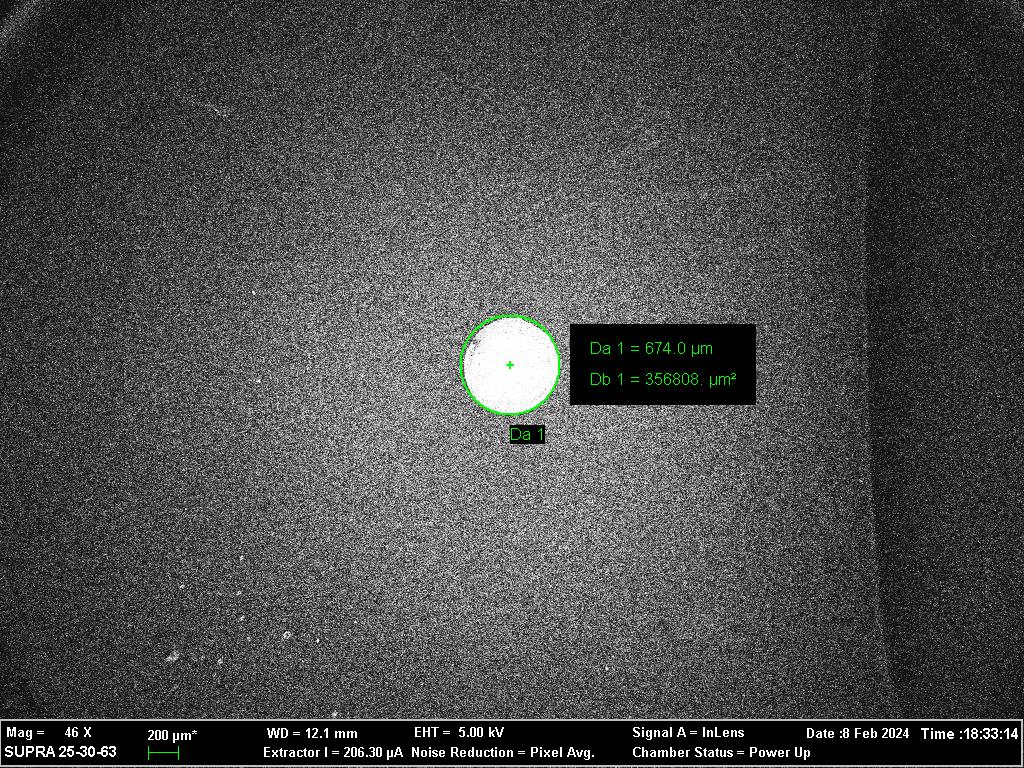 Da 1 = 674.0 µm
Db 1 = 356808. µm²
Da 1
Mag = 46 X
200 µm*
WD = 12.1 mm
EHT = 5.00 kV
Signal A = InLens
Date :8 Feb 2024
Time :18:33:14
SUPRA 25-30-63
Extractor I = 206.30 µA
Noise Reduction = Pixel Avg.
Chamber Status = Power Up